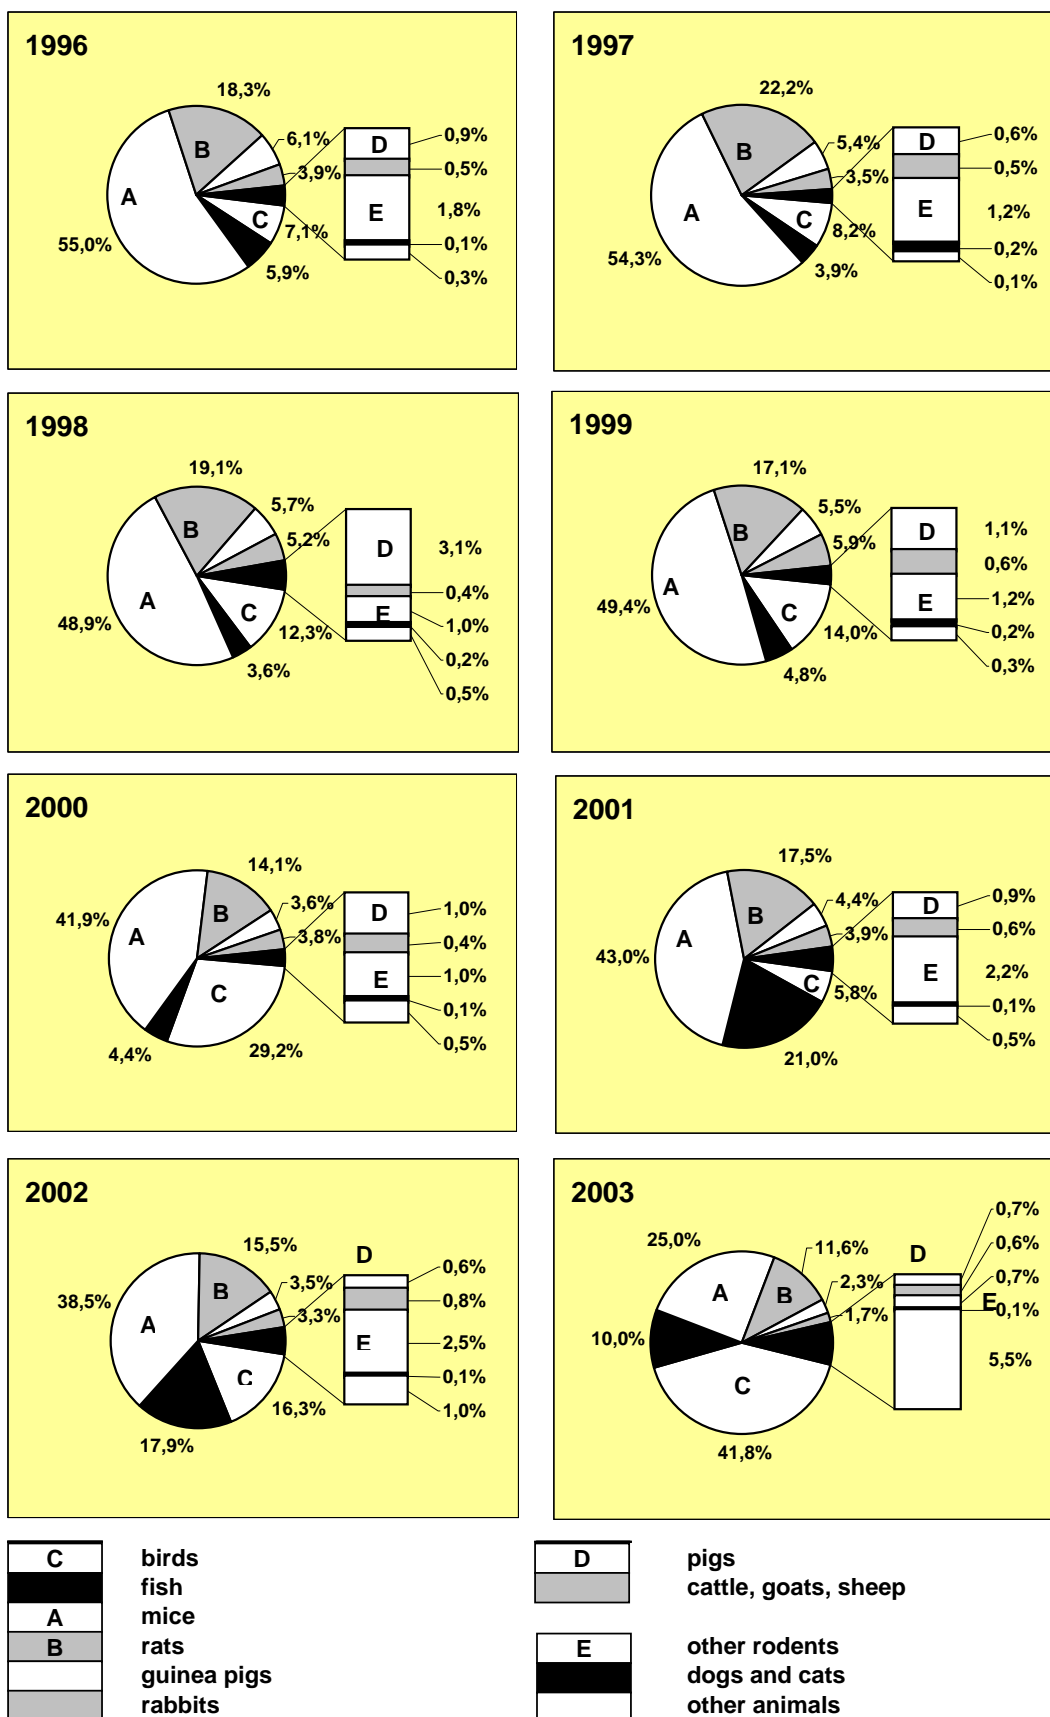 1996
18,3%
6,1%
3,9%
A
B
C
7,1%
55,0%
5,9%
D
E
0,9%
0,5%
1,8%
0,1%
0,3%
1997
22,2%
5,4%
3,5%
A
B
C
8,2%
54,3%
3,9%
D
E
0,6%
0,5%
1,2%
0,2%
0,1%
1998
19,1%
5,7%
5,2%
A
B
C
12,3%
48,9%
3,6%
D
E
3,1%
0,4%
1,0%
0,2%
0,5%
1999
17,1%
5,5%
5,9%
A
B
C
14,0%
49,4%
4,8%
D
E
1,1%
0,6%
1,2%
0,2%
0,3%
2000
14,1%
3,6%
3,8%
41,9%
A
B
C
4,4%
29,2%
D
E
1,0%
0,4%
1,0%
0,1%
0,5%
2001
17,5%
4,4%
3,9%
43,0%
A
B
C
5,8%
21,0%
D
E
0,9%
0,6%
2,2%
0,1%
0,5%
2002
15,5%
3,5%
3,3%
38,5%
A
B
C
16,3%
17,9%
D
E
0,6%
0,8%
2,5%
0,1%
1,0%
2003
25,0%
11,6%
2,3%
1,7%
A
B
C
10,0%
41,8%
D
E
0,7%
0,6%
0,7%
0,1%
5,5%
C birds
fish
A mice
B rats
guinea pigs
rabbits
D pigs
cattle, goats, sheep
E other rodents
dogs and cats
other animals